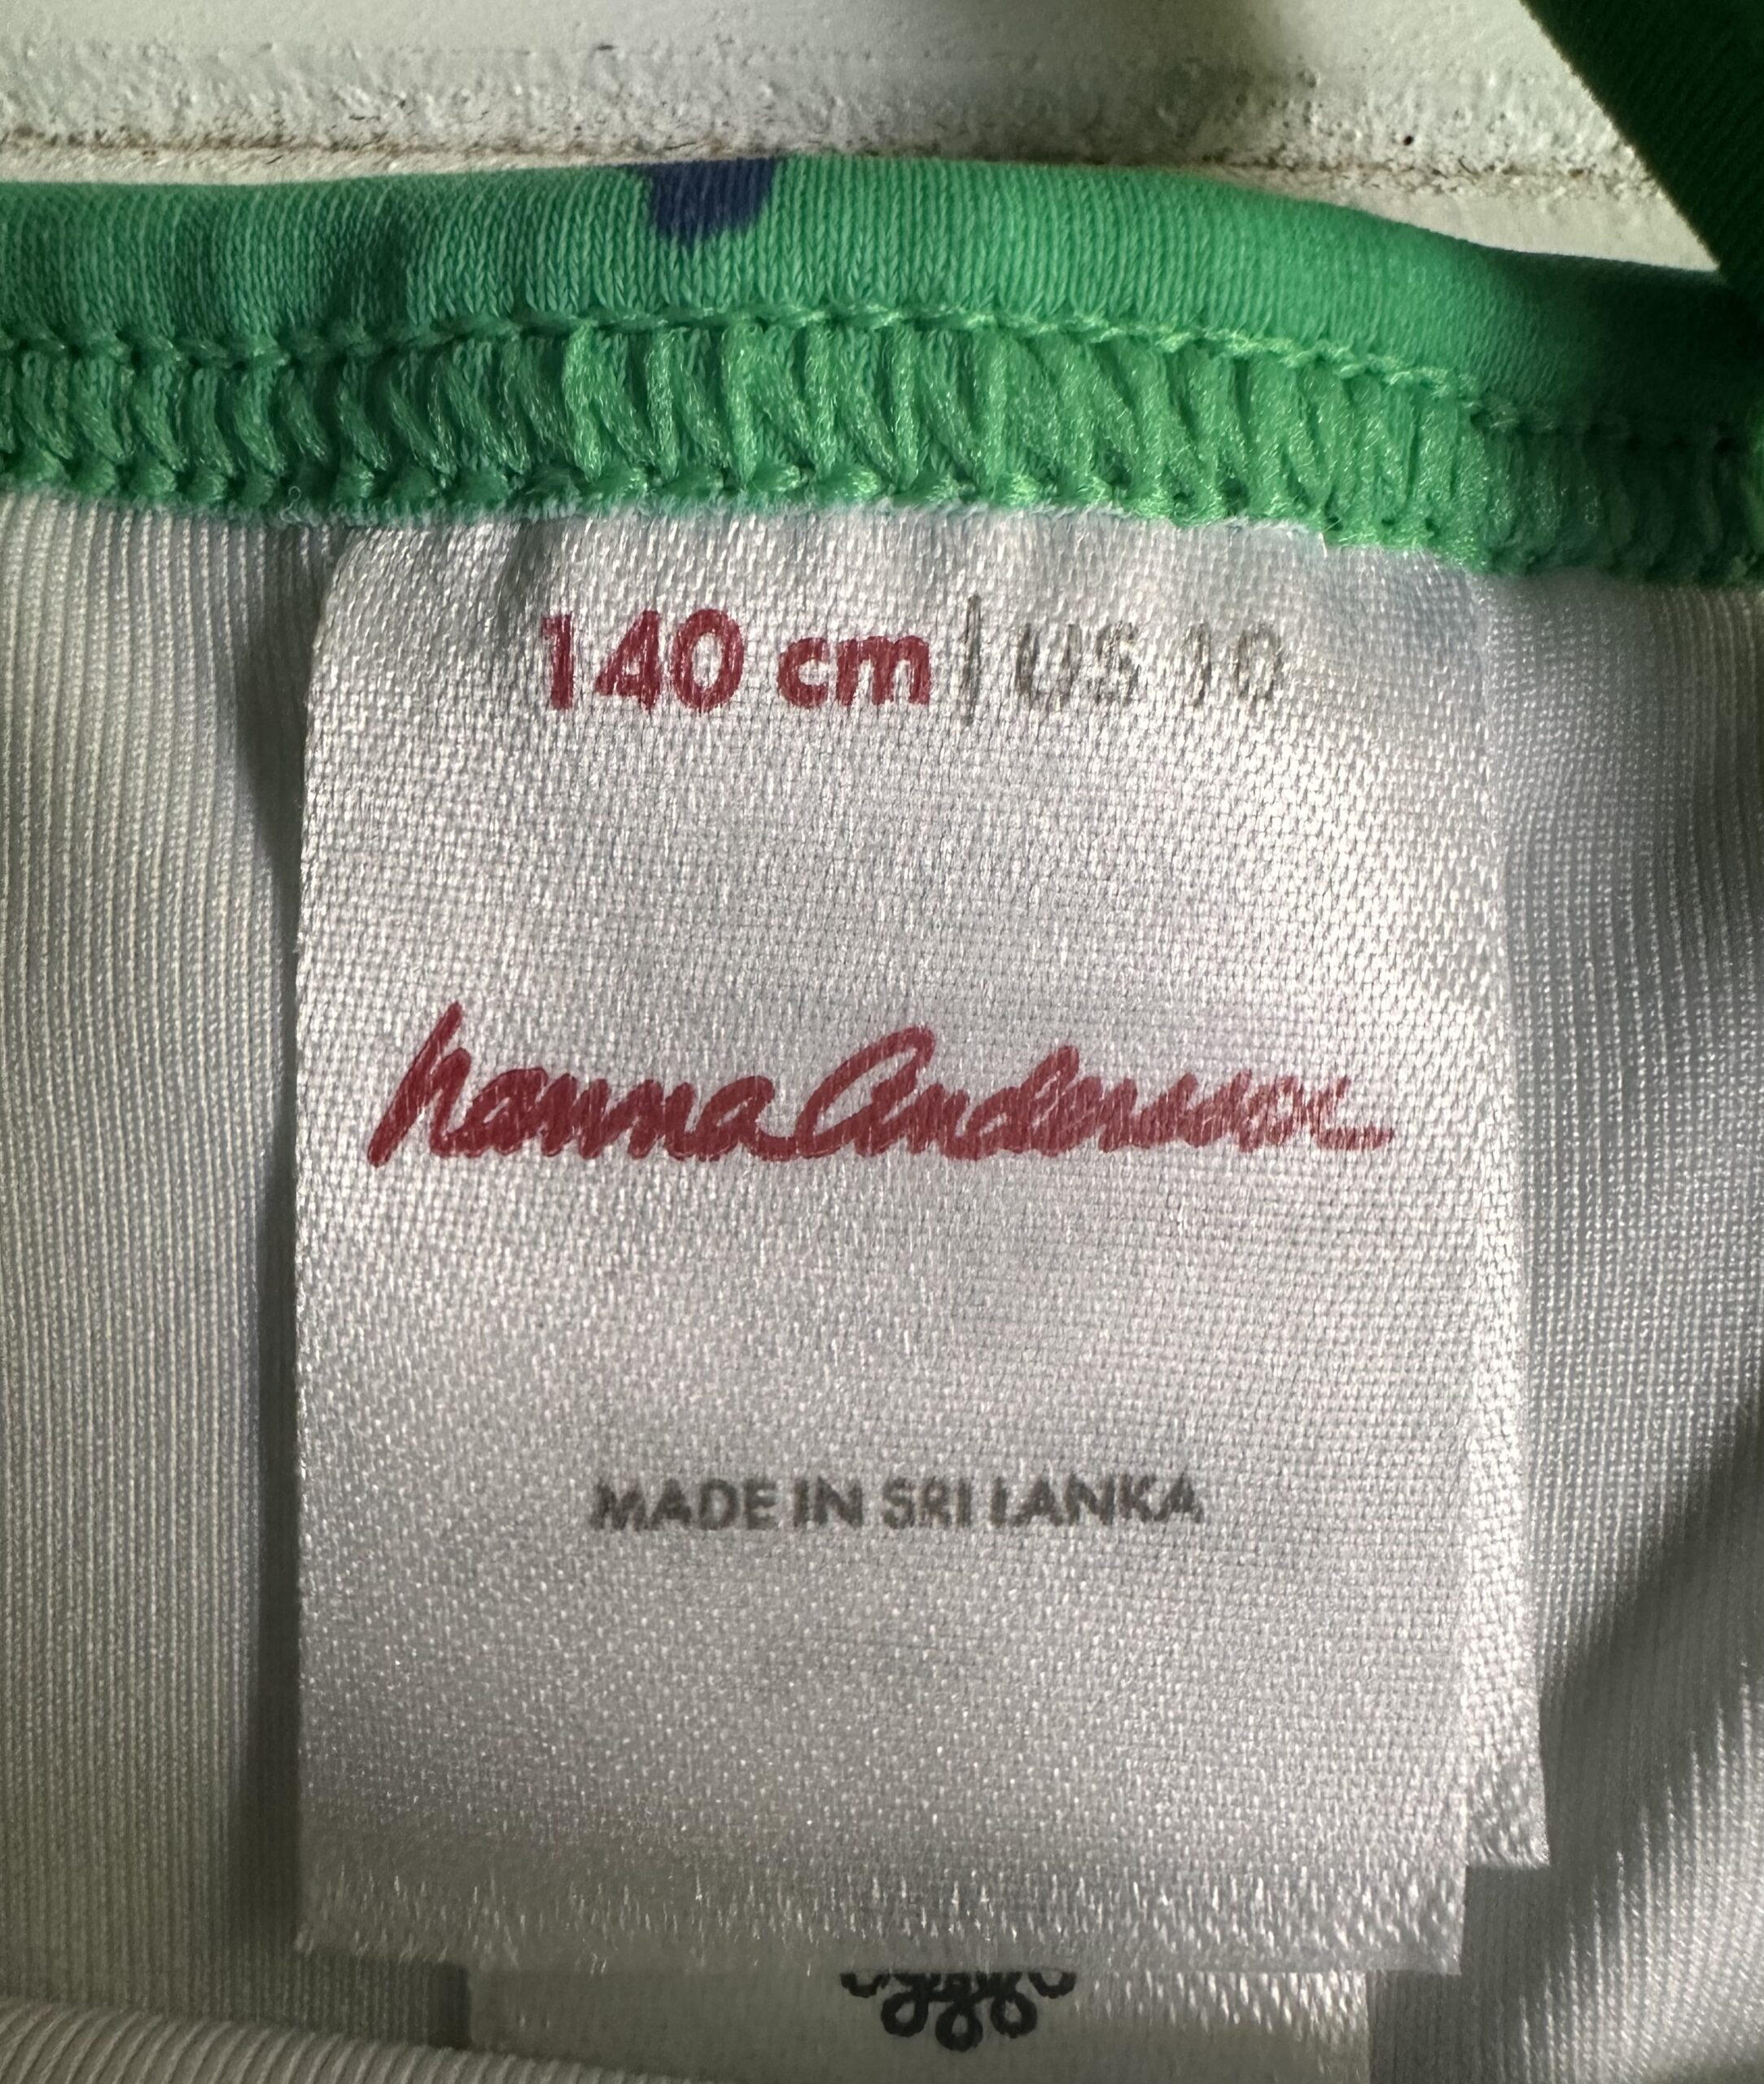 140 cm | US 10
hanna Andersson
MADE IN SRI LANKA